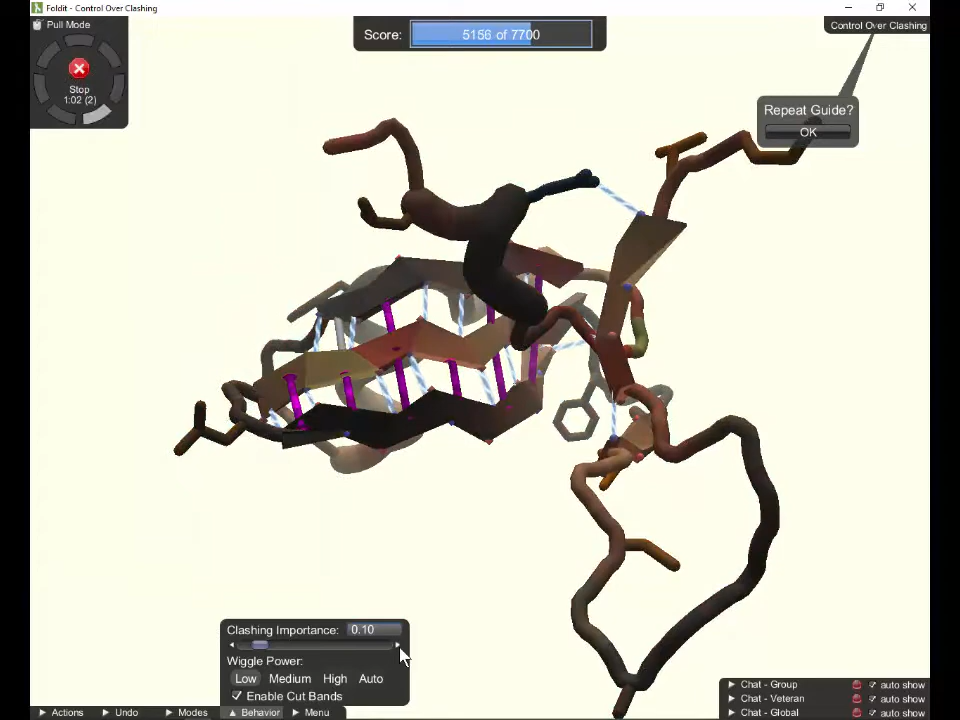 Foldit - Control Over Clashing
Pull Mode
Stop
1:02 (2)
Score: 5156 of 7700
Control Over Clashing
Repeat Guide?
OK
Clashing Importance: 0.10
Wiggle Power:
Low Medium High Auto
Enable Cut Bands
Actions Undo Modes Behavior Menu
Chat - Group auto show
Chat - Veteran auto show
Chat - Global auto show